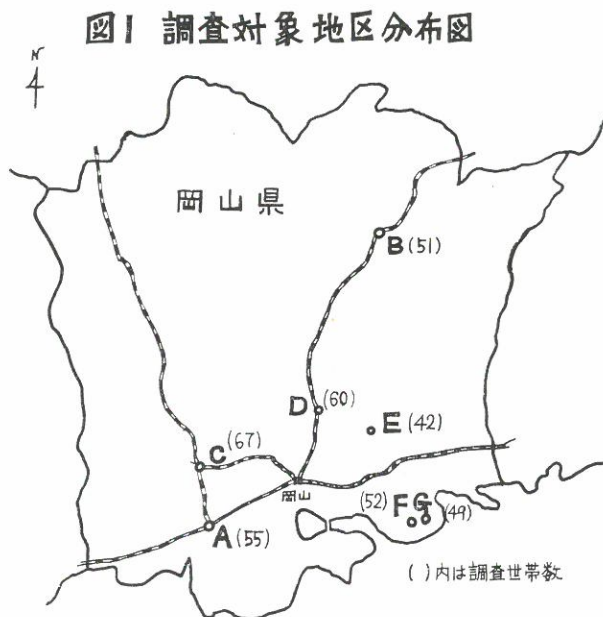 図1 調査対象地区分布図
N
岡山県
B (51)
D (60)
E (42)
C (67)
岡山
(52) F G (49)
A (55)
( )内は調査世帯数